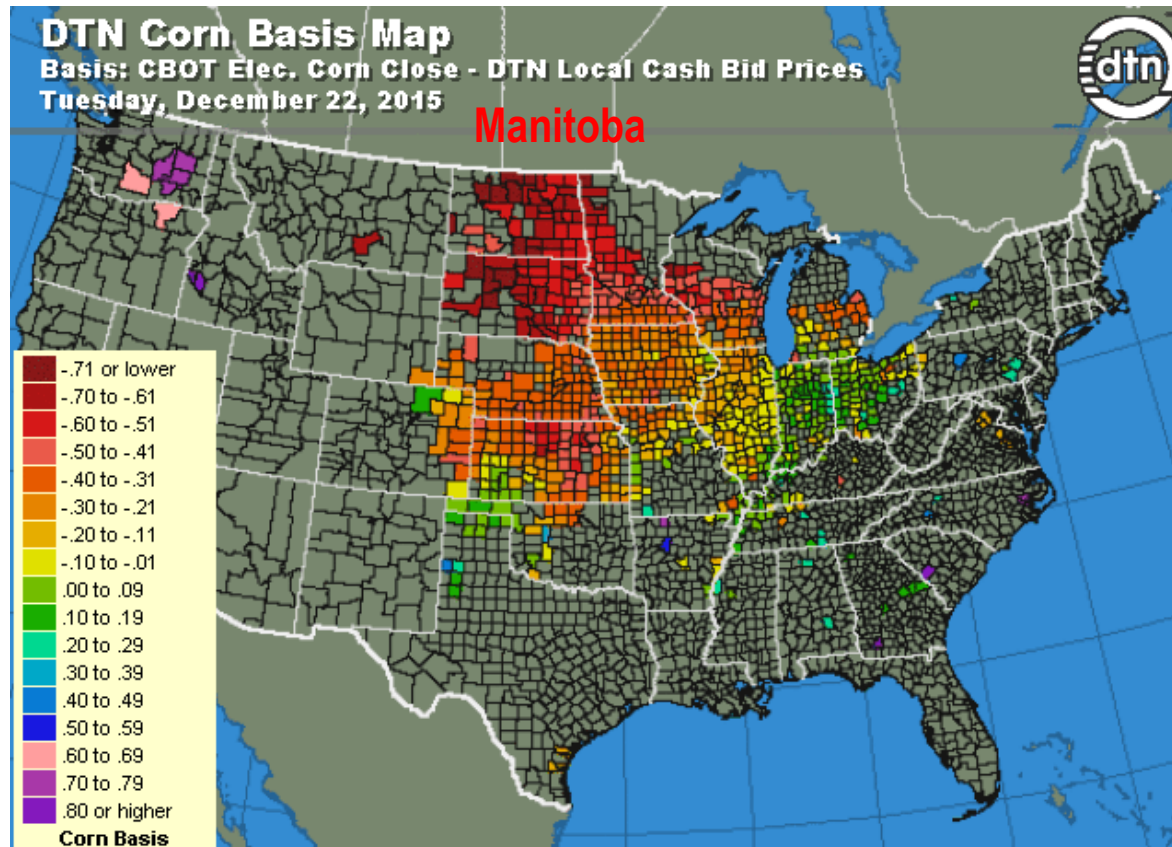 DTN Corn Basis Map
Basis: CBOT Elec. Corn Close - DTN Local Cash Bid Prices
Tuesday, December 22, 2015
dtn
Manitoba
-.71 or lower
-.70 to -.61
-.60 to -.51
-.50 to -.41
-.40 to -.31
-.30 to -.21
-.20 to -.11
-.10 to -.01
.00 to .09
.10 to .19
.20 to .29
.30 to .39
.40 to .49
.50 to .59
.60 to .69
.70 to .79
.80 or higher
Corn Basis